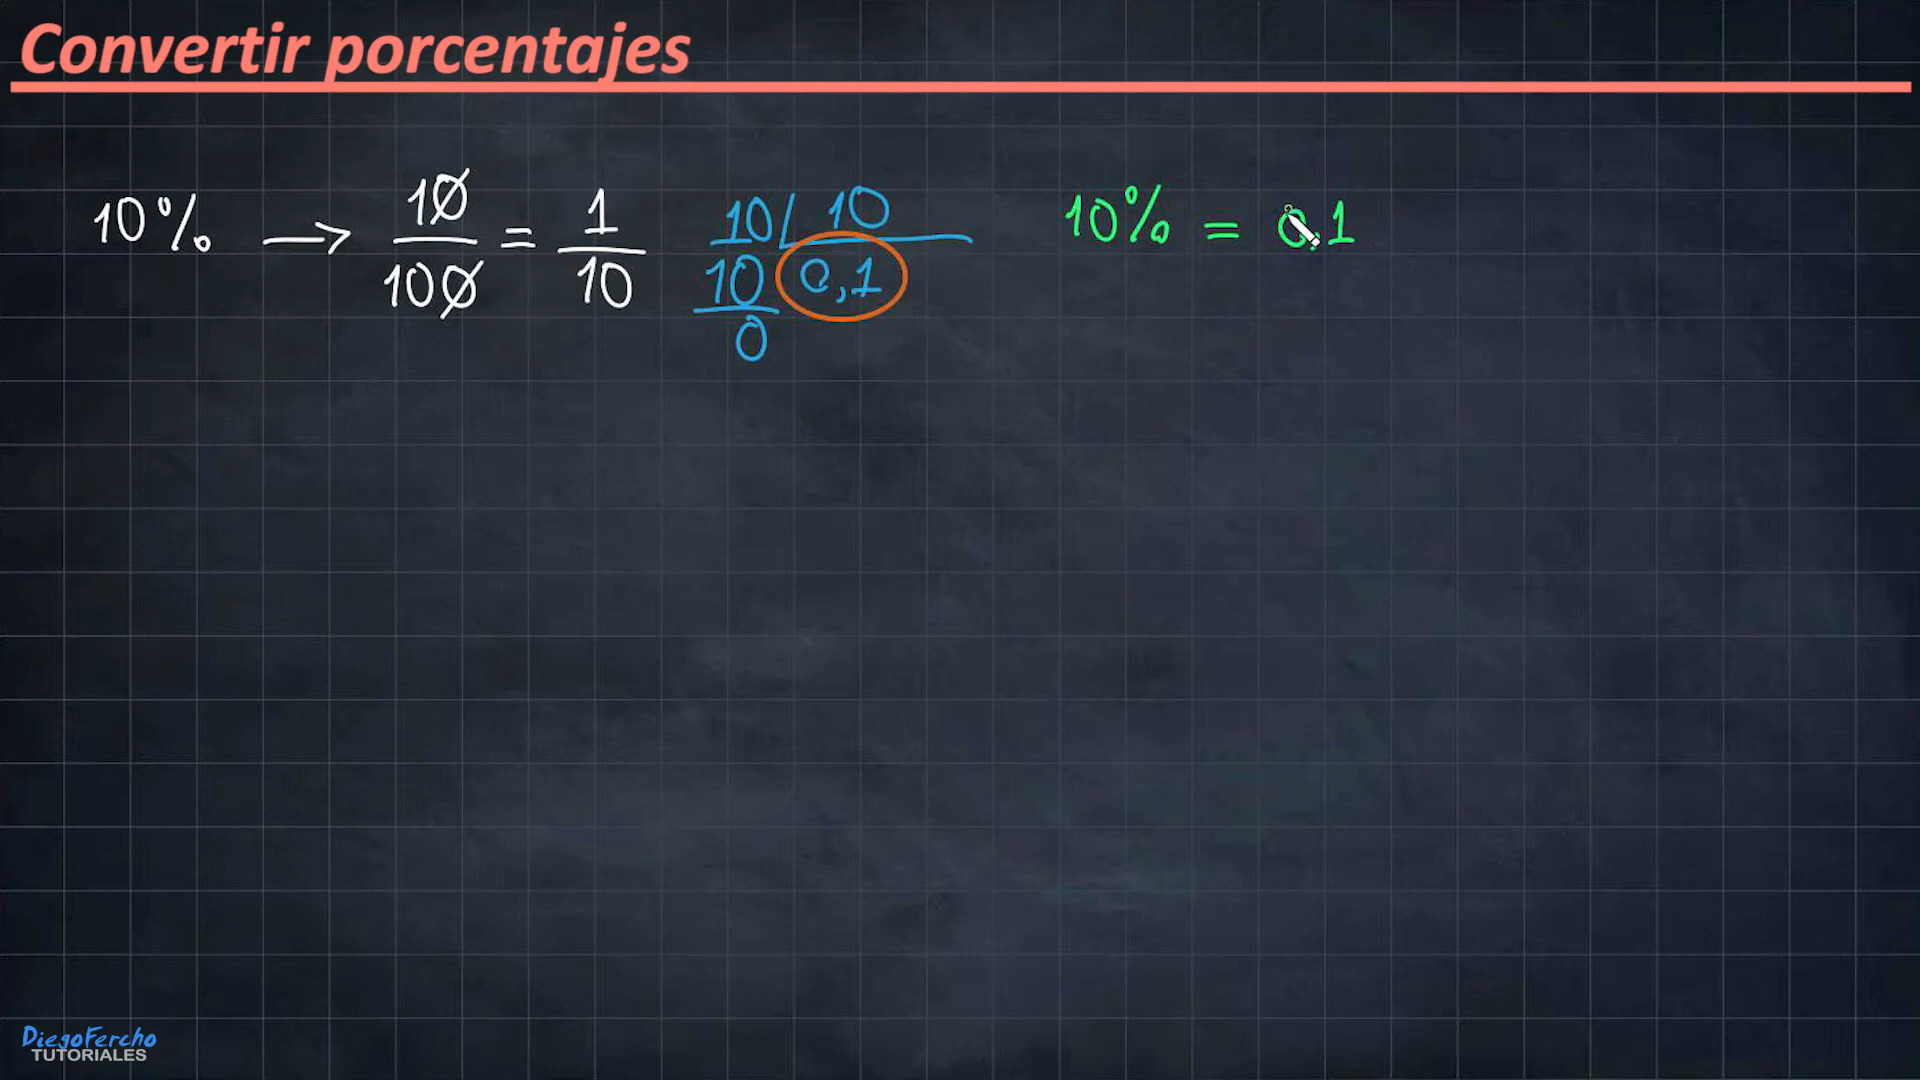 Convertir porcentajes
10% → 10/100 = 1/10
10 / 10
10 0,1
0
10% = 0,1
DiegoFercho
TUTORIALES